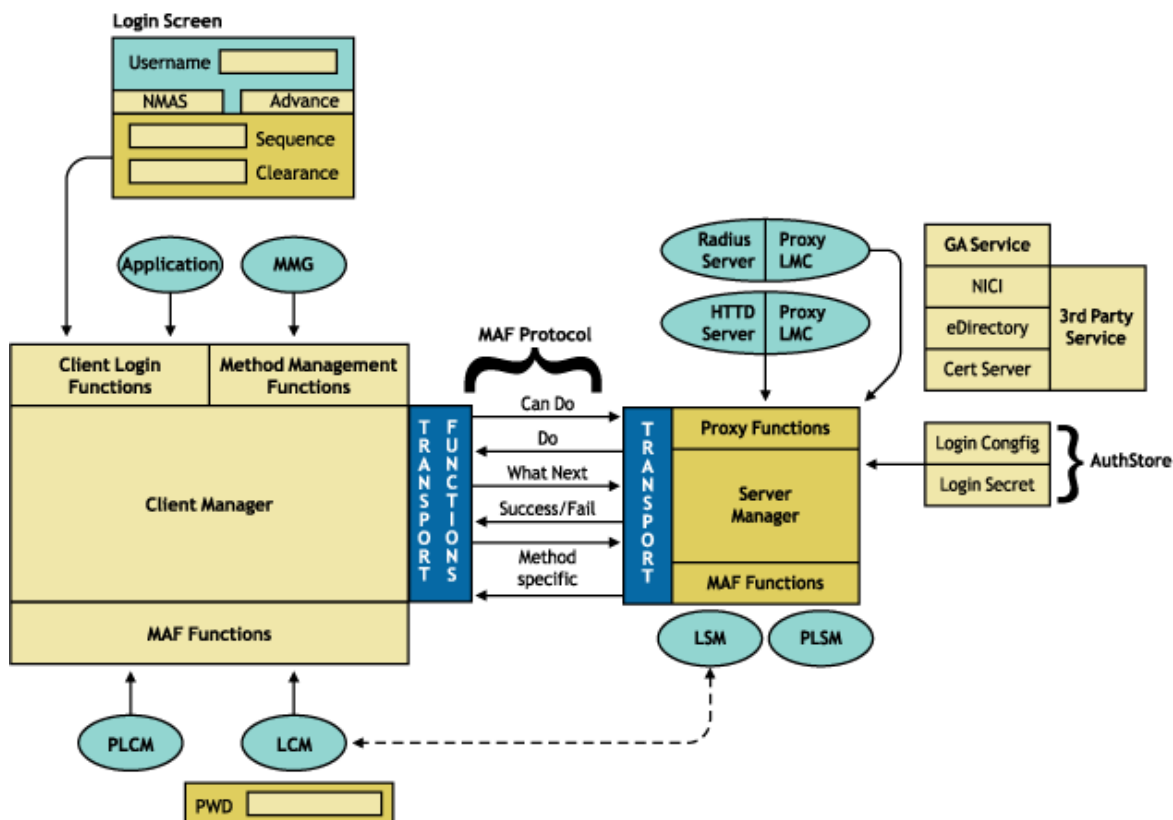 Login Screen
Username
NMAS
Advance
Sequence
Clearance
Application
MMG
Client Login
Functions
Method Management
Functions
Client Manager
MAF Functions
PLCM
LCM
PWD
TRANSPORT
FUNCTIONS
MAF Protocol
Can Do
Do
What Next
Success/Fail
Method
specific
TRANSPORT
Radius
Server
Proxy
LMC
HTTD
Server
Proxy
LMC
Proxy Functions
Server
Manager
MAF Functions
LSM
PLSM
GA Service
NICI
eDirectory
Cert Server
3rd Party
Service
Login Congfig
Login Secret
AuthStore